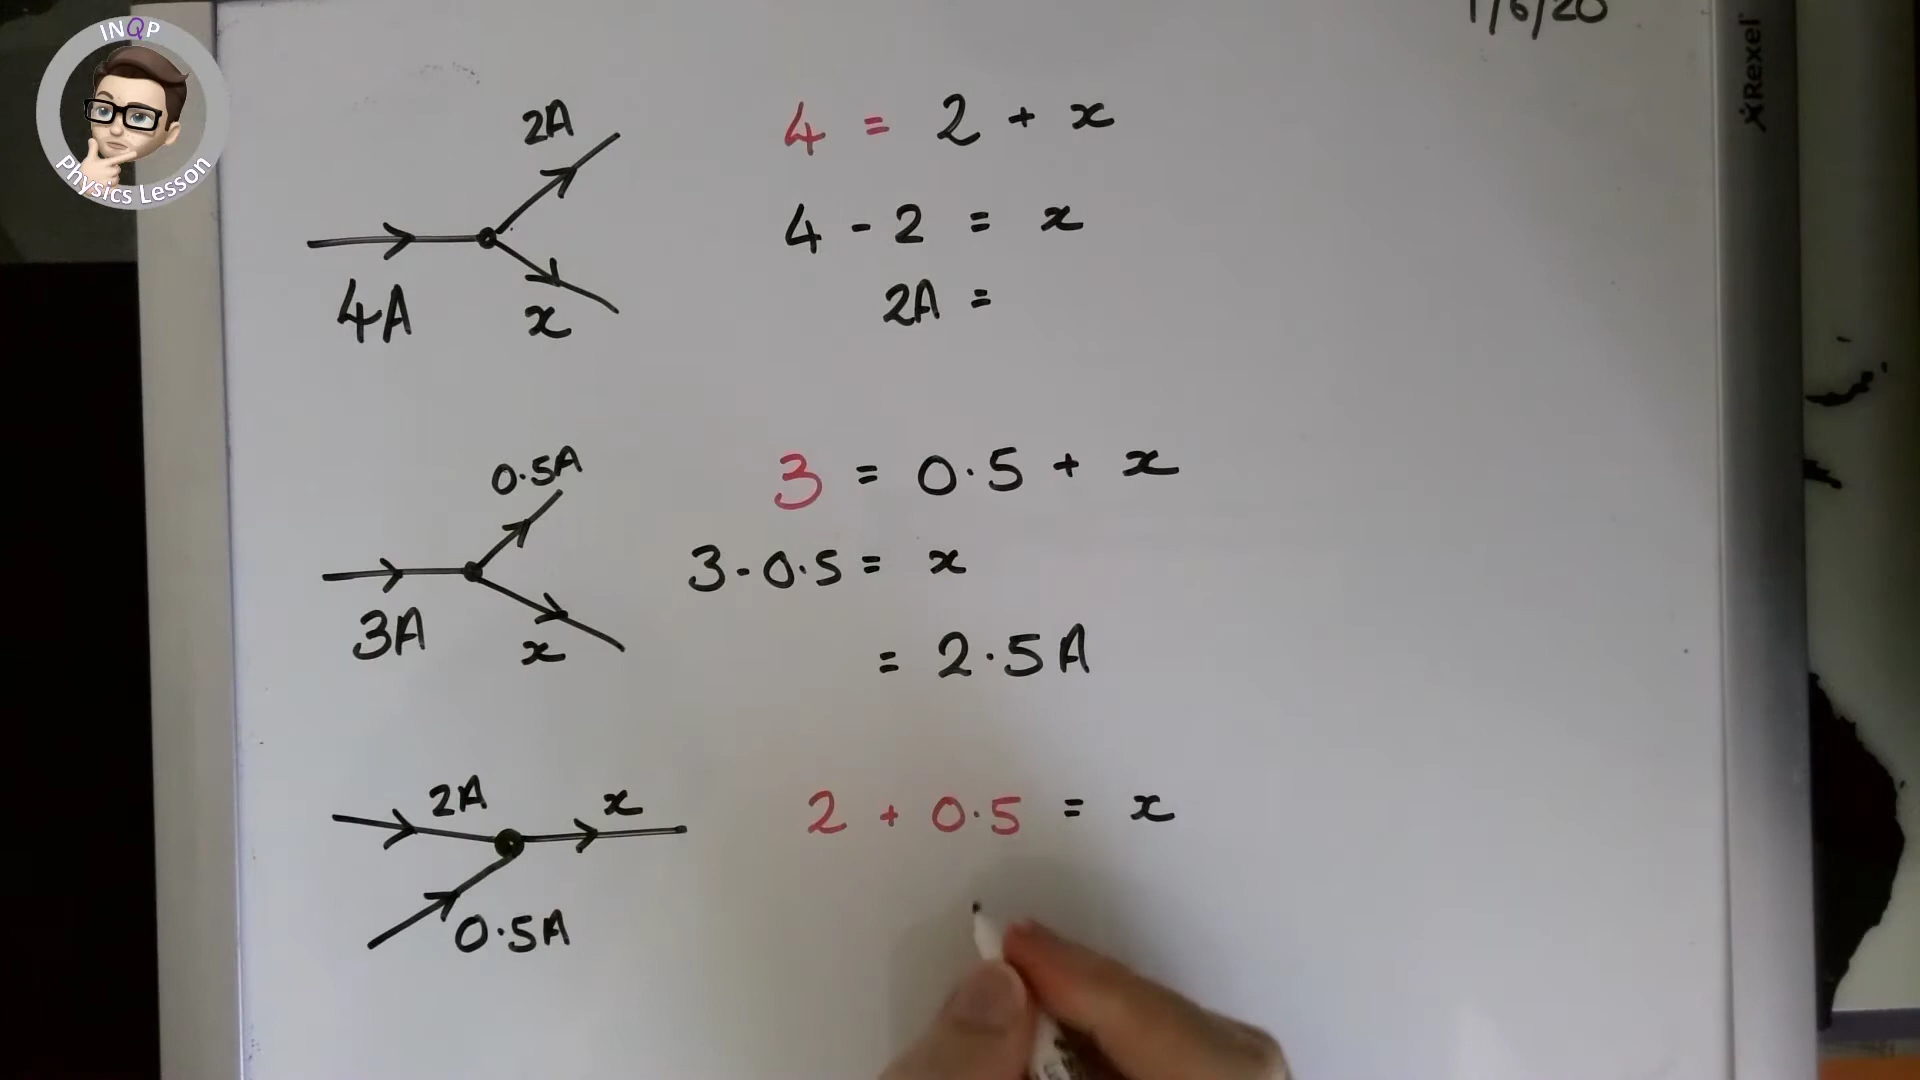 INQP
Physics Lesson
1/6/20
Rexel
2A
4A
x
4 = 2 + x
4 - 2 = x
2A =
0.5A
3A
x
3 = 0.5 + x
3 - 0.5 = x
= 2.5A
2A
x
0.5A
2 + 0.5 = x